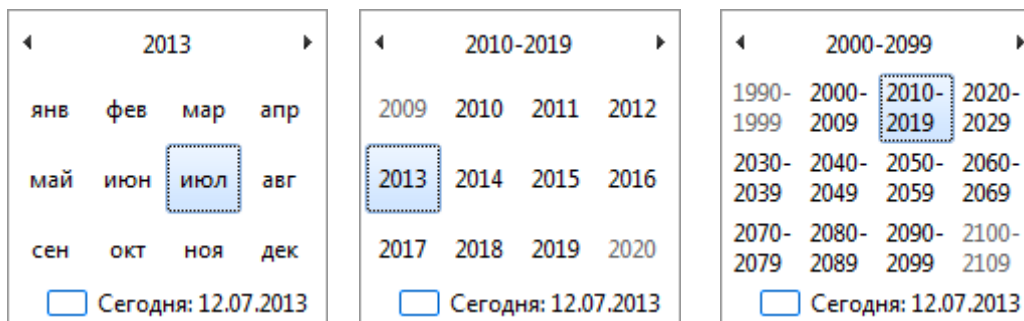 2013
янв фев мар апр
май июн июл авг
сен окт ноя дек
Сегодня: 12.07.2013
2010-2019
2009 2010 2011 2012
2013 2014 2015 2016
2017 2018 2019 2020
Сегодня: 12.07.2013
2000-2099
1990- 2000- 2010- 2020-
1999 2009 2019 2029
2030- 2040- 2050- 2060-
2039 2049 2059 2069
2070- 2080- 2090- 2100-
2079 2089 2099 2109
Сегодня: 12.07.2013